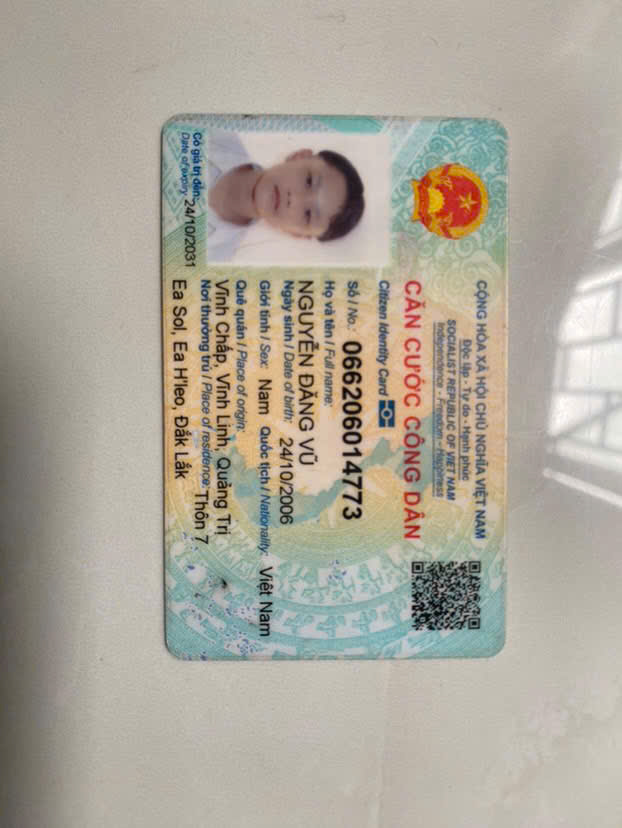 CỘNG HÒA XÃ HỘI CHỦ NGHĨA VIỆT NAM
Độc lập - Tự do - Hạnh phúc
SOCIALIST REPUBLIC OF VIET NAM
Independence - Freedom - Happiness
CĂN CƯỚC CÔNG DÂN
Citizen Identity Card
Số / No.: 066206014773
Họ và tên / Full name:
NGUYỄN ĐĂNG VŨ
Ngày sinh / Date of birth: 24/10/2006
Giới tính / Sex: Nam Quốc tịch / Nationality: Việt Nam
Quê quán / Place of origin:
Vĩnh Chấp, Vĩnh Linh, Quảng Trị
Nơi thường trú / Place of residence: Thôn 7
Ea Sol, Ea H'leo, Đắk Lắk
Có giá trị đến: 24/10/2031
Date of expiry